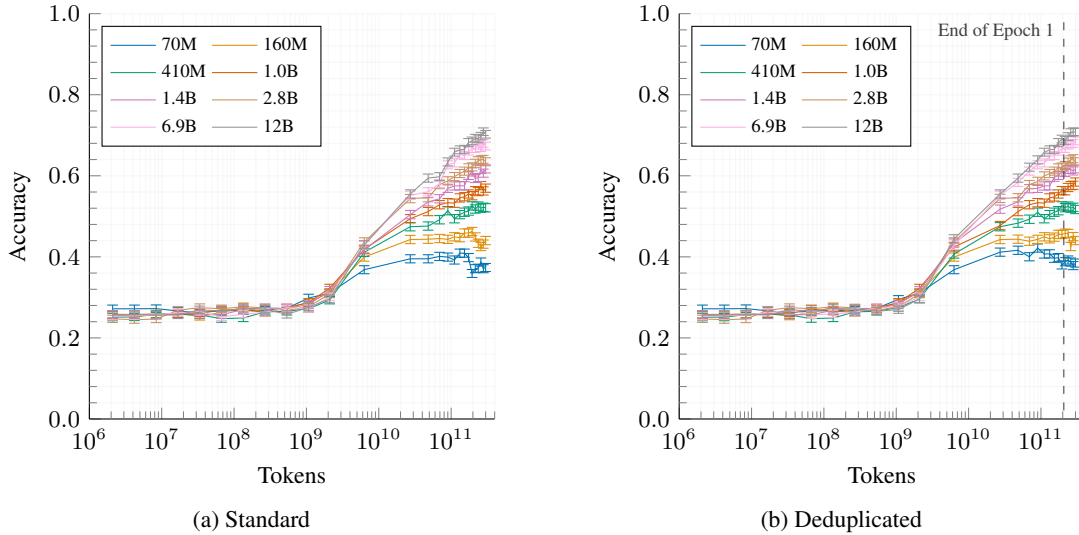 1.0
0.8
0.6
0.4
0.2
0.0
Accuracy
70M 160M
410M 1.0B
1.4B 2.8B
6.9B 12B
10^6 10^7 10^8 10^9 10^10 10^11
Tokens
(a) Standard
1.0
0.8
0.6
0.4
0.2
0.0
Accuracy
70M 160M
410M 1.0B
1.4B 2.8B
6.9B 12B
End of Epoch 1
10^6 10^7 10^8 10^9 10^10 10^11
Tokens
(b) Deduplicated